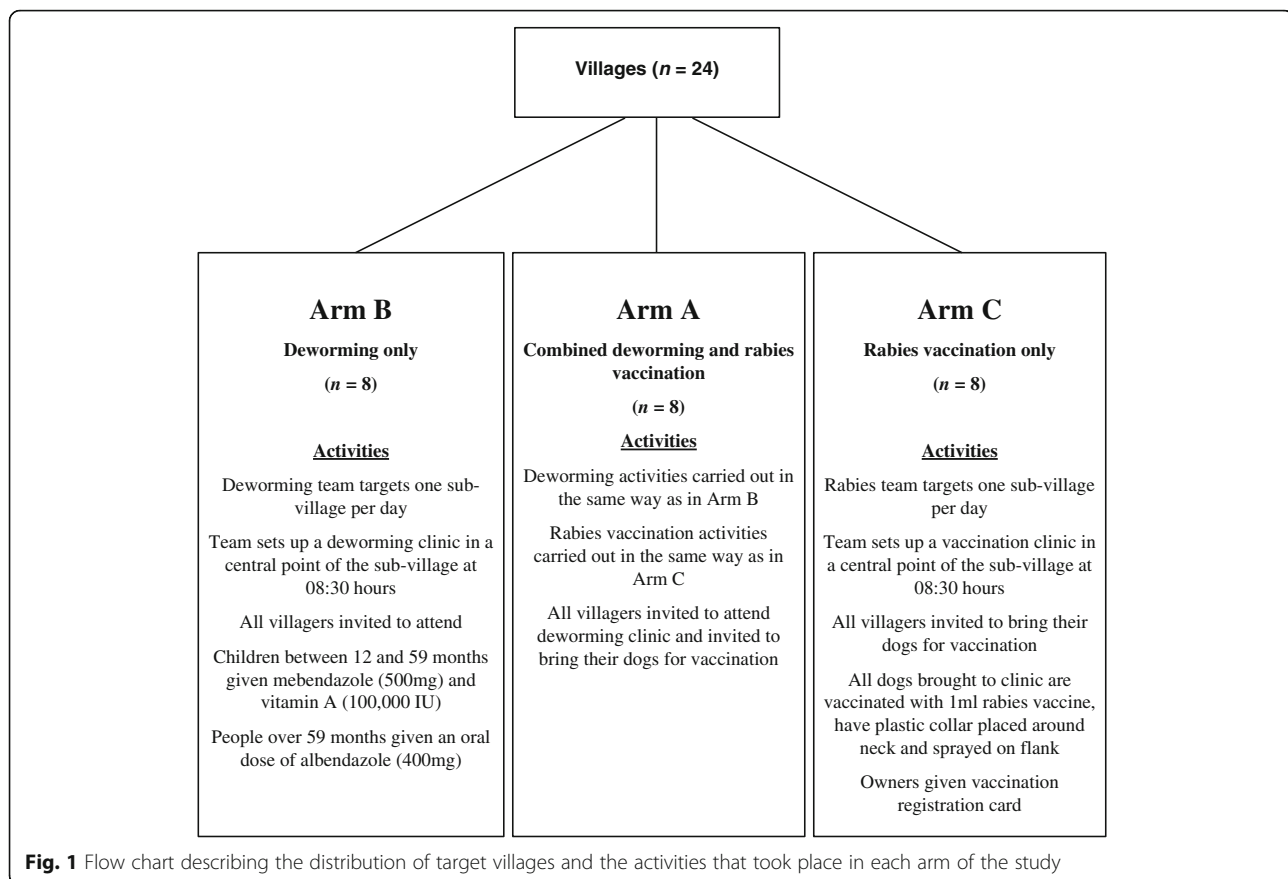 Villages (n = 24)
Arm B
Deworming only
(n = 8)
Activities
Deworming team targets one sub-
village per day
Team sets up a deworming clinic in a
central point of the sub-village at
08:30 hours
All villagers invited to attend
Children between 12 and 59 months
given mebendazole (500mg) and
vitamin A (100,000 IU)
People over 59 months given an oral
dose of albendazole (400mg)
Arm A
Combined deworming and rabies
vaccination
(n = 8)
Activities
Deworming activities carried out in
the same way as in Arm B
Rabies vaccination activities
carried out in the same way as in
Arm C
All villagers invited to attend
deworming clinic and invited to
bring their dogs for vaccination
Arm C
Rabies vaccination only
(n = 8)
Activities
Rabies team targets one sub-village
per day
Team sets up a vaccination clinic in
a central point of the sub-village at
08:30 hours
All villagers invited to bring their
dogs for vaccination
All dogs brought to clinic are
vaccinated with 1ml rabies vaccine,
have plastic collar placed around
neck and sprayed on flank
Owners given vaccination
registration card
Fig. 1 Flow chart describing the distribution of target villages and the activities that took place in each arm of the study